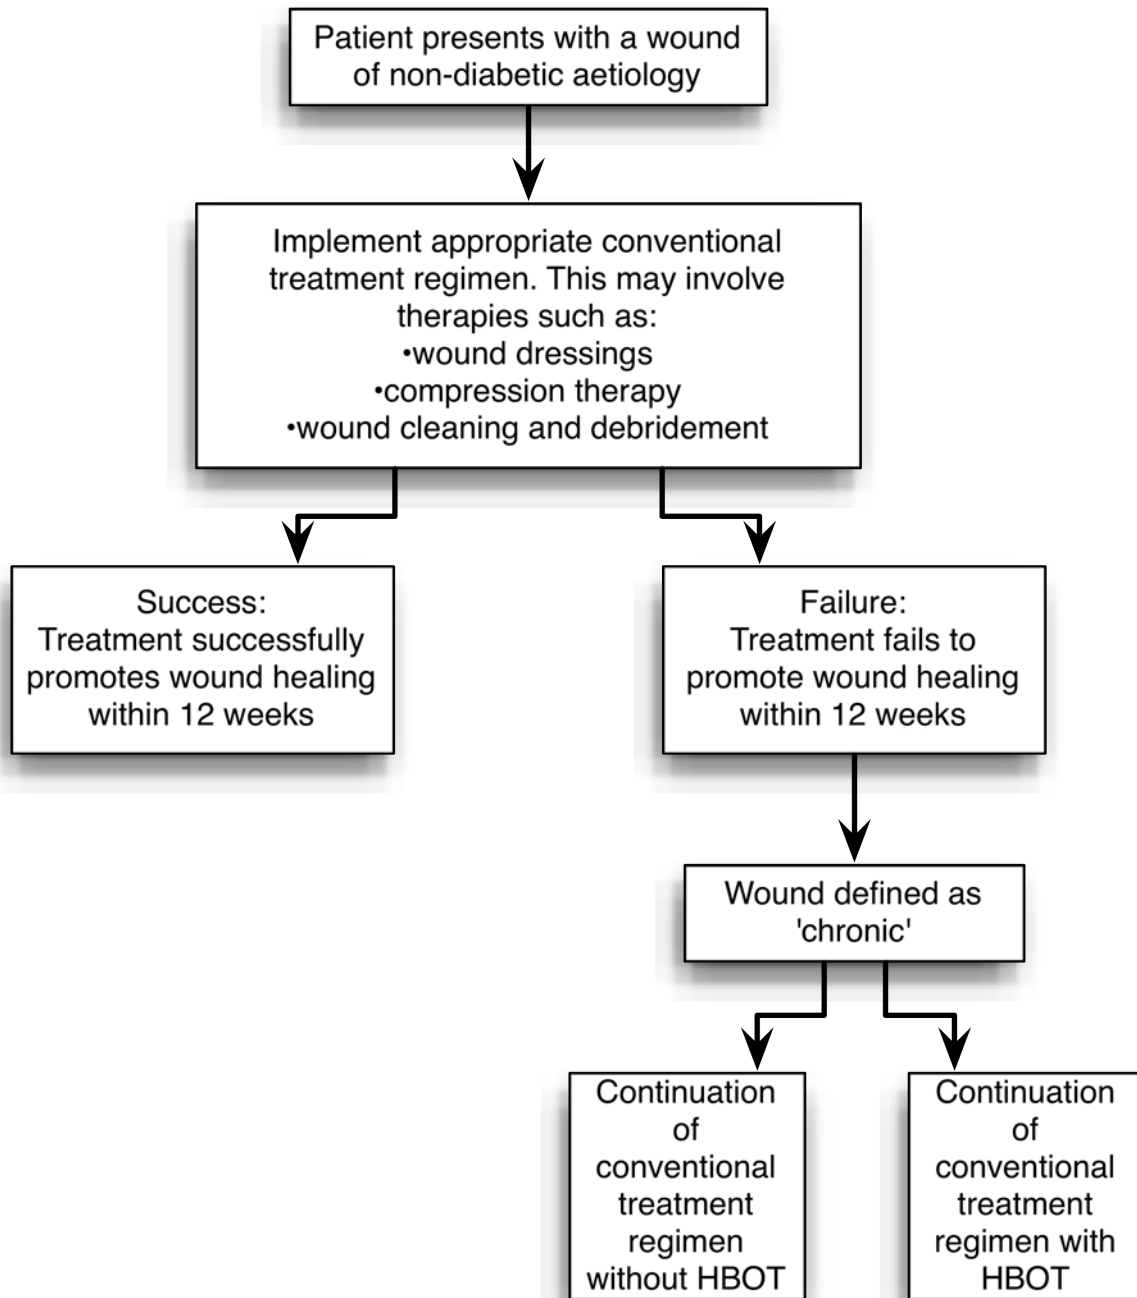 Patient presents with a wound
of non-diabetic aetiology
Implement appropriate conventional
treatment regimen. This may involve
therapies such as:
•wound dressings
•compression therapy
•wound cleaning and debridement
Success:
Treatment successfully
promotes wound healing
within 12 weeks
Failure:
Treatment fails to
promote wound healing
within 12 weeks
Wound defined as
'chronic'
Continuation
of
conventional
treatment
regimen
without HBOT
Continuation
of
conventional
treatment
regimen with
HBOT